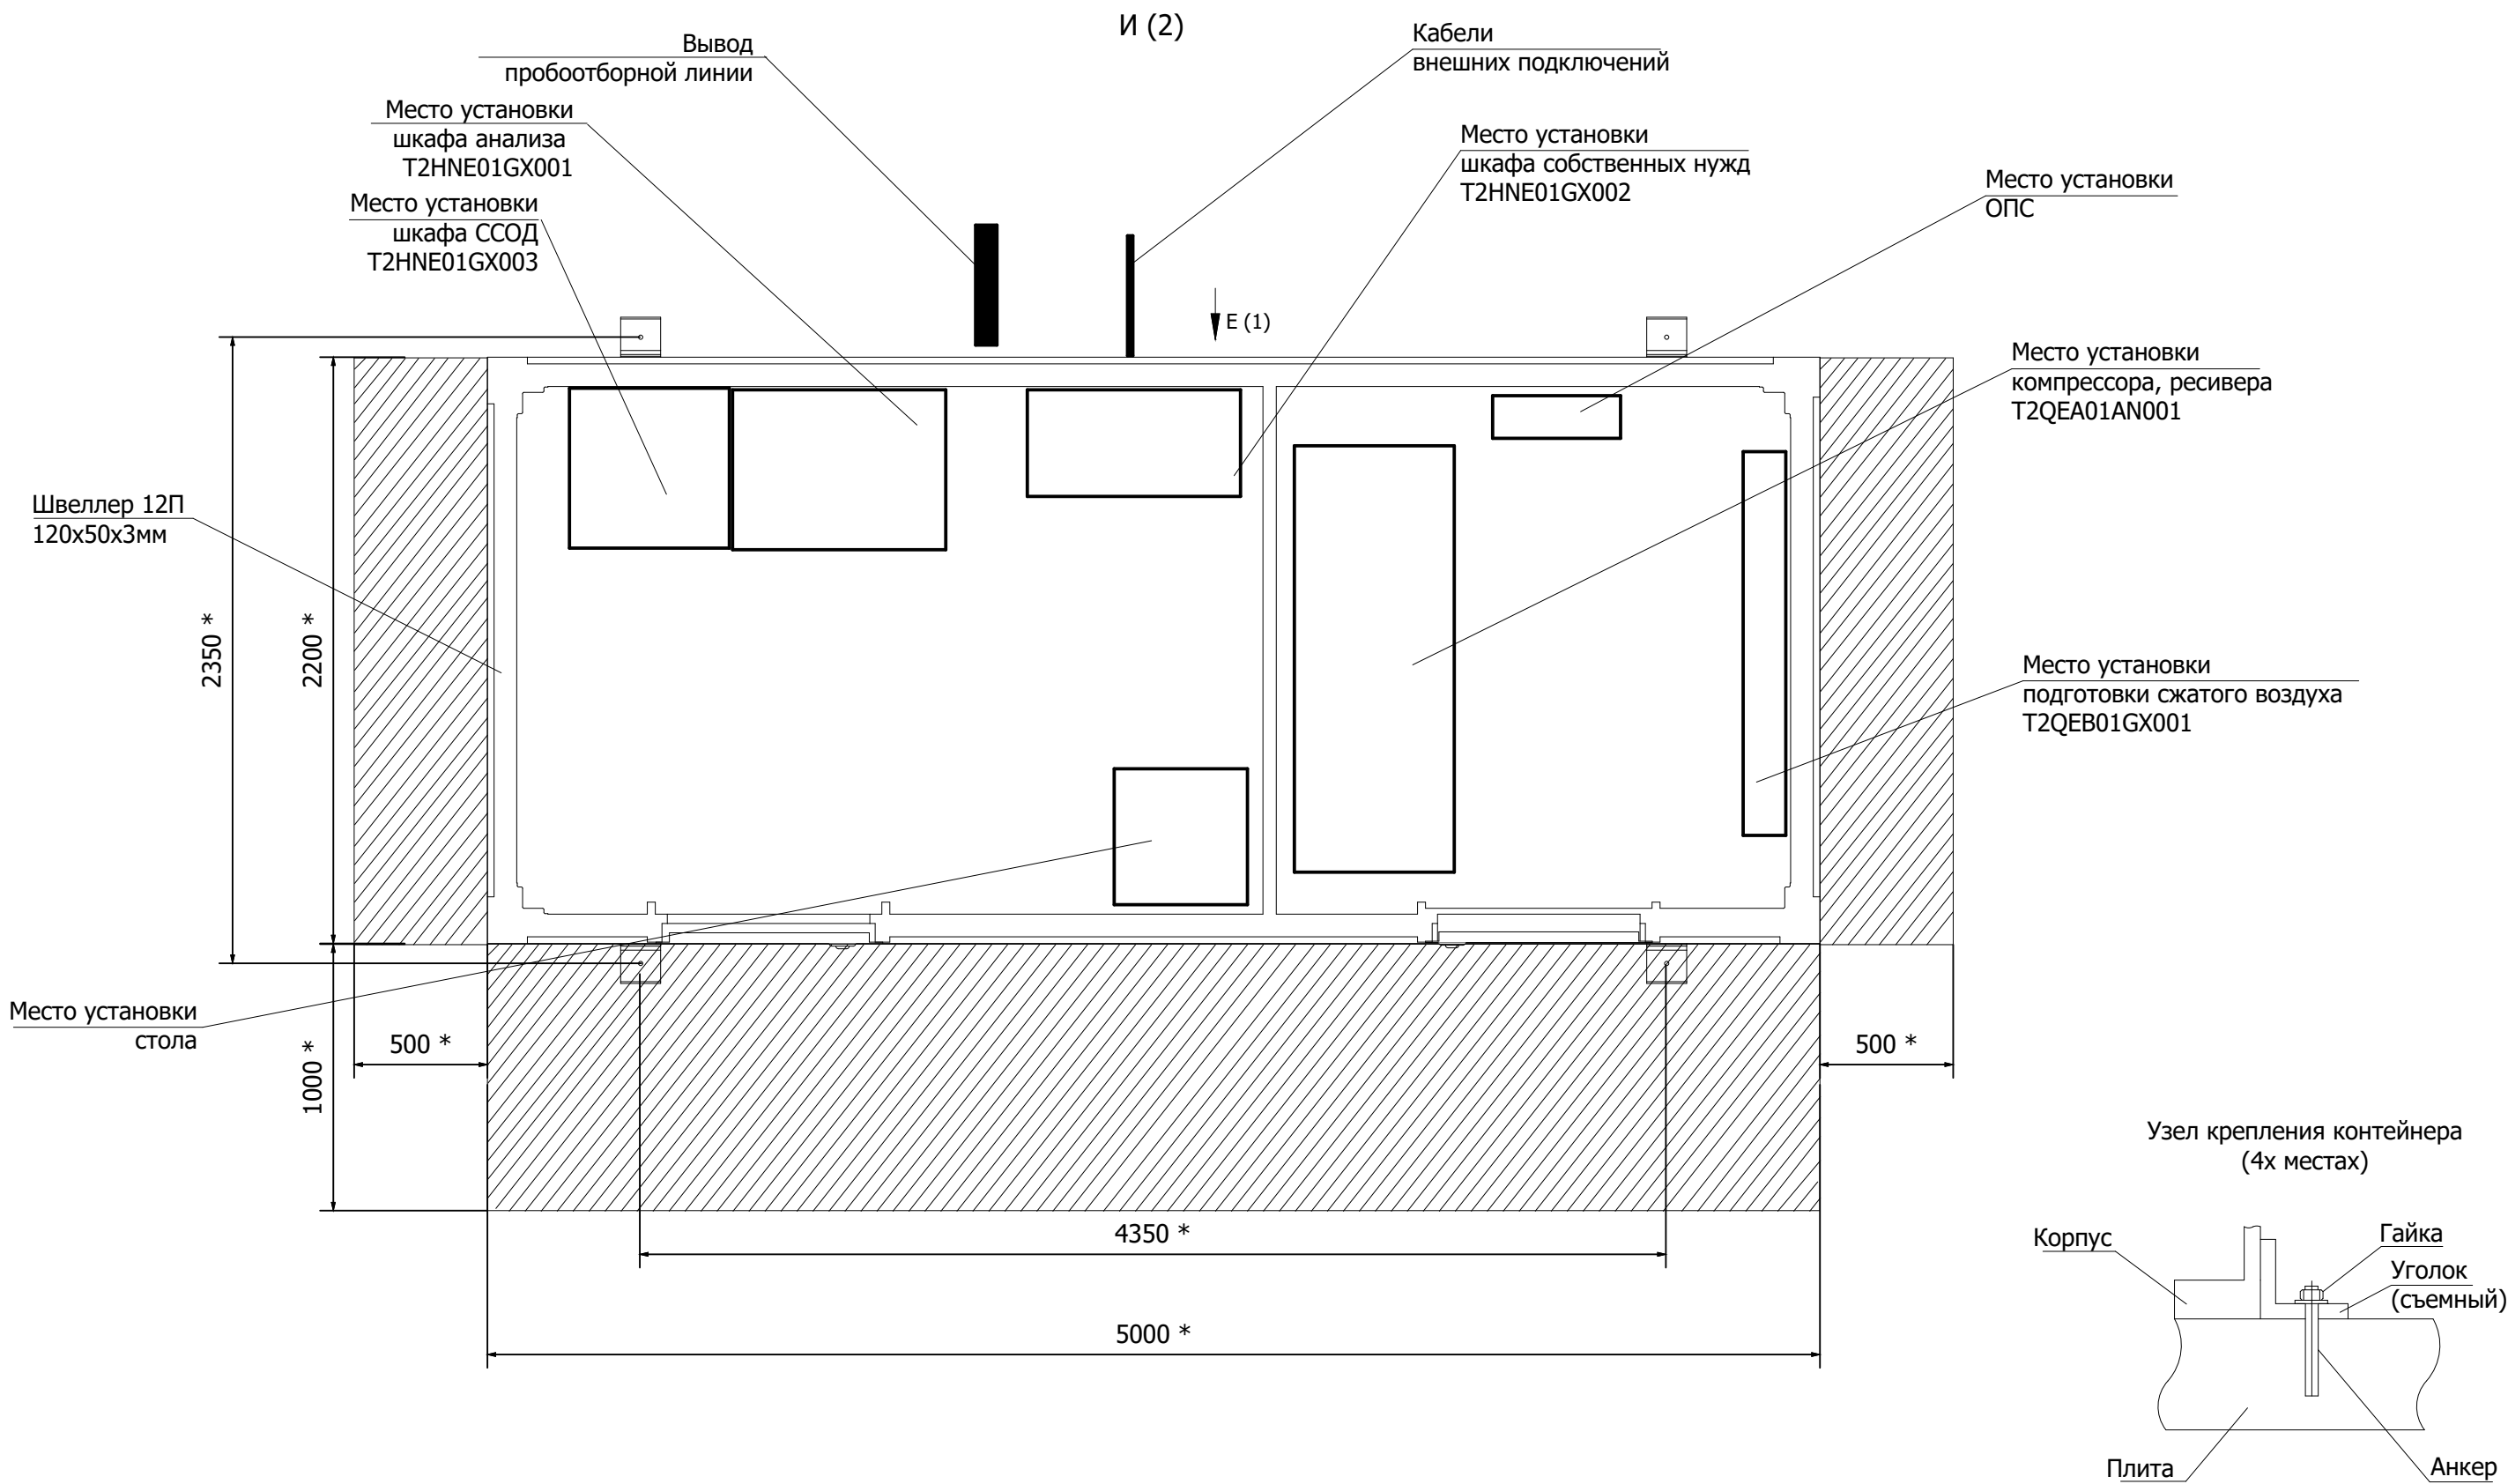 И (2)
Вывод
пробоотборной линии
Кабели
внешних подключений
Место установки
шкафа анализа
T2HNE01GX001
Место установки
шкафа собственных нужд
T2HNE01GX002
Место установки
ОПС
Место установки
шкафа ССОД
T2HNE01GX003
Е (1)
Место установки
компрессора, ресивера
T2QEA01AN001
Швеллер 12П
120х50х3мм
2350 *
2200 *
Место установки
подготовки сжатого воздуха
T2QEB01GX001
Место установки
стола
500 *
1000 *
500 *
4350 *
5000 *
Узел крепления контейнера
(4х местах)
Корпус
Гайка
Уголок
(съемный)
Плита
Анкер